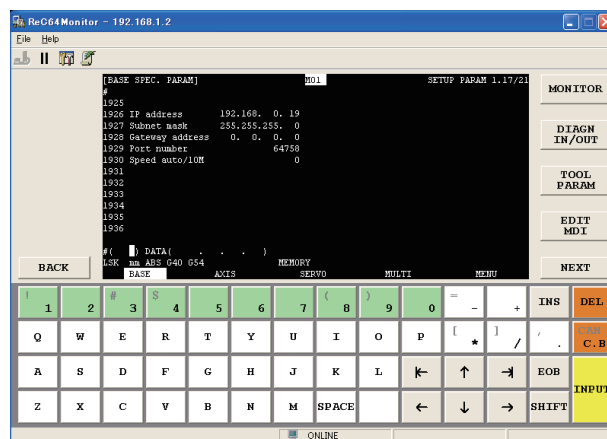 ReC64Monitor - 192.168.1.2
File Help
[BASE SPEC. PARAM] M01 SETUP PARAM 1.17/21
#
1925
1926 IP address 192.168. 0. 19
1927 Subnet mask 255.255.255. 0
1928 Gateway address 0. 0. 0. 0
1929 Port number 64758
1930 Speed auto/10M 0
1931
1932
1933
1934
1935
1936
#( ) DATA( . . . )
LSK mm ABS G40 G54 MEMORY
BASE AXIS SERVO MULTI MENU
MONITOR
DIAGN
IN/OUT
TOOL
PARAM
EDIT
MDI
BACK
NEXT
! 1 2 # 3 $ 4 5 6 7 ( 8 ) 9 0 = - + INS DEL
Q W E R T Y U I O P [ * ] / , . CAN C.B
A S D F G H J K L ⇤ ↑ ⇥ EOB INPUT
Z X C V B N M SPACE ← ↓ → SHIFT
ONLINE